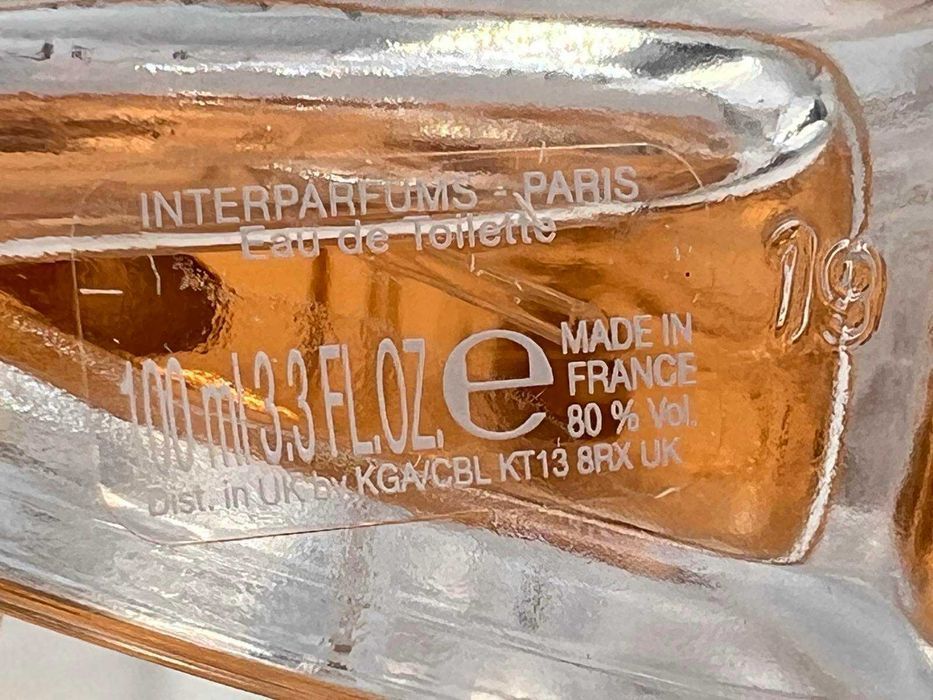 INTERPARFUMS - PARIS
Eau de Toilette
100 ml 3.3 FL.OZ. e MADE IN
FRANCE
80 % Vol.
Dist. in UK by KGA/CBL KT13 8RX UK
19